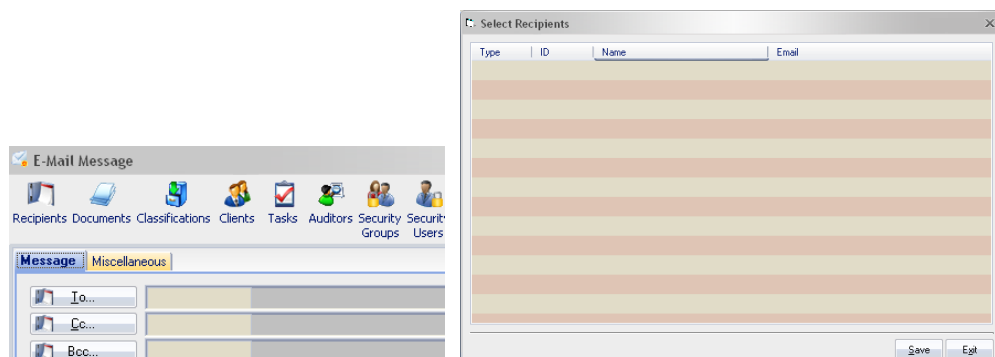 Select Recipients
Type ID Name Email
E-Mail Message
Recipients Documents Classifications Clients Tasks Auditors Security Security
Groups Users
Message Miscellaneous
To...
Cc...
Bcc...
Save Exit